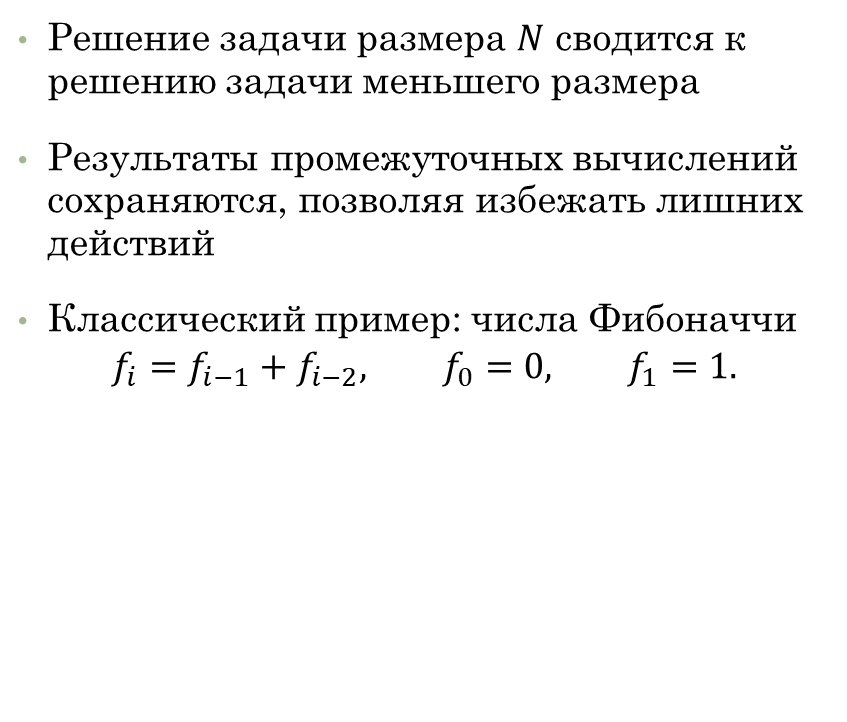 • Решение задачи размера N сводится к
решению задачи меньшего размера
• Результаты промежуточных вычислений
сохраняются, позволяя избежать лишних
действий
• Классический пример: числа Фибоначчи
fᵢ = fᵢ₋₁ + fᵢ₋₂, f₀ = 0, f₁ = 1.